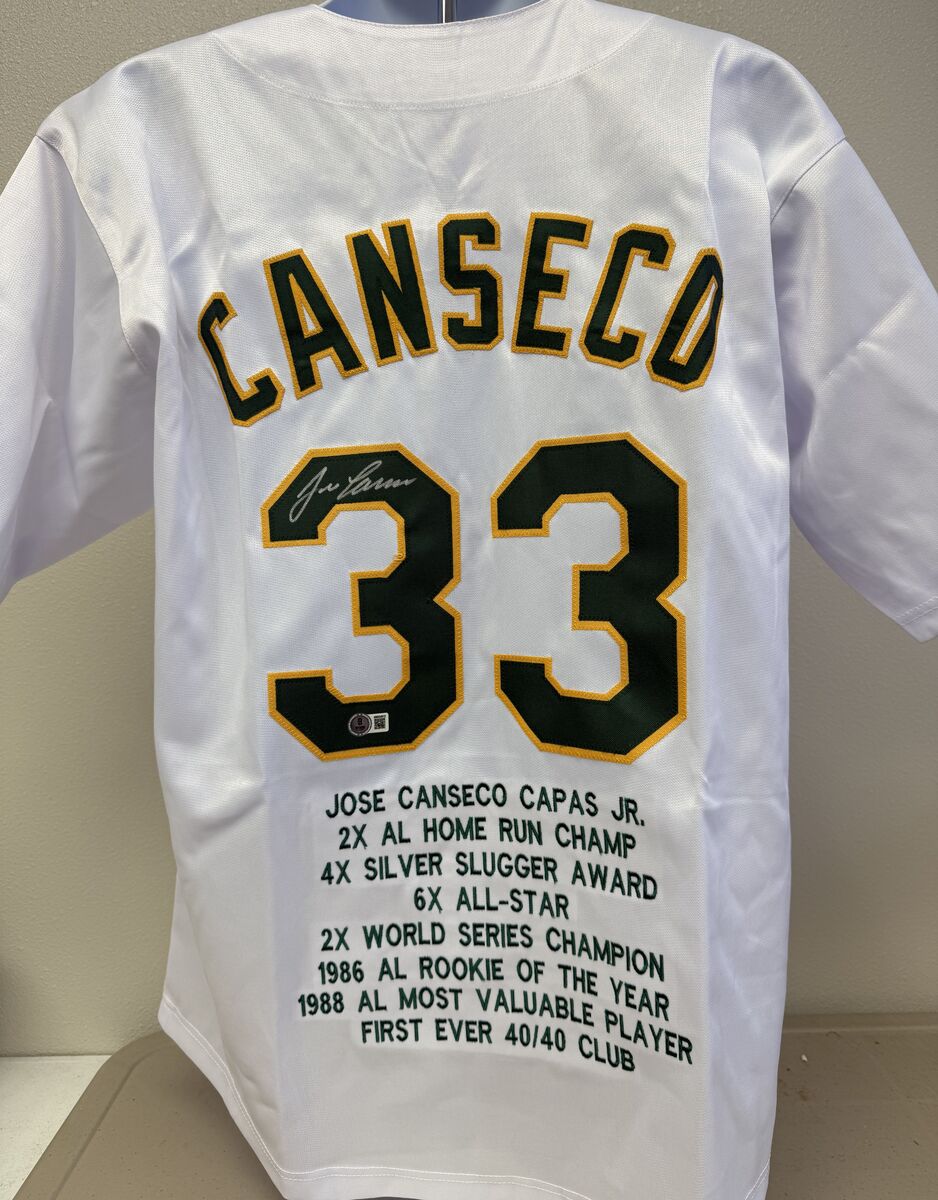 CANSECO
33
JOSE CANSECO CAPAS JR.
2X AL HOME RUN CHAMP
4X SILVER SLUGGER AWARD
6X ALL-STAR
2X WORLD SERIES CHAMPION
1986 AL ROOKIE OF THE YEAR
1988 AL MOST VALUABLE PLAYER
FIRST EVER 40/40 CLUB